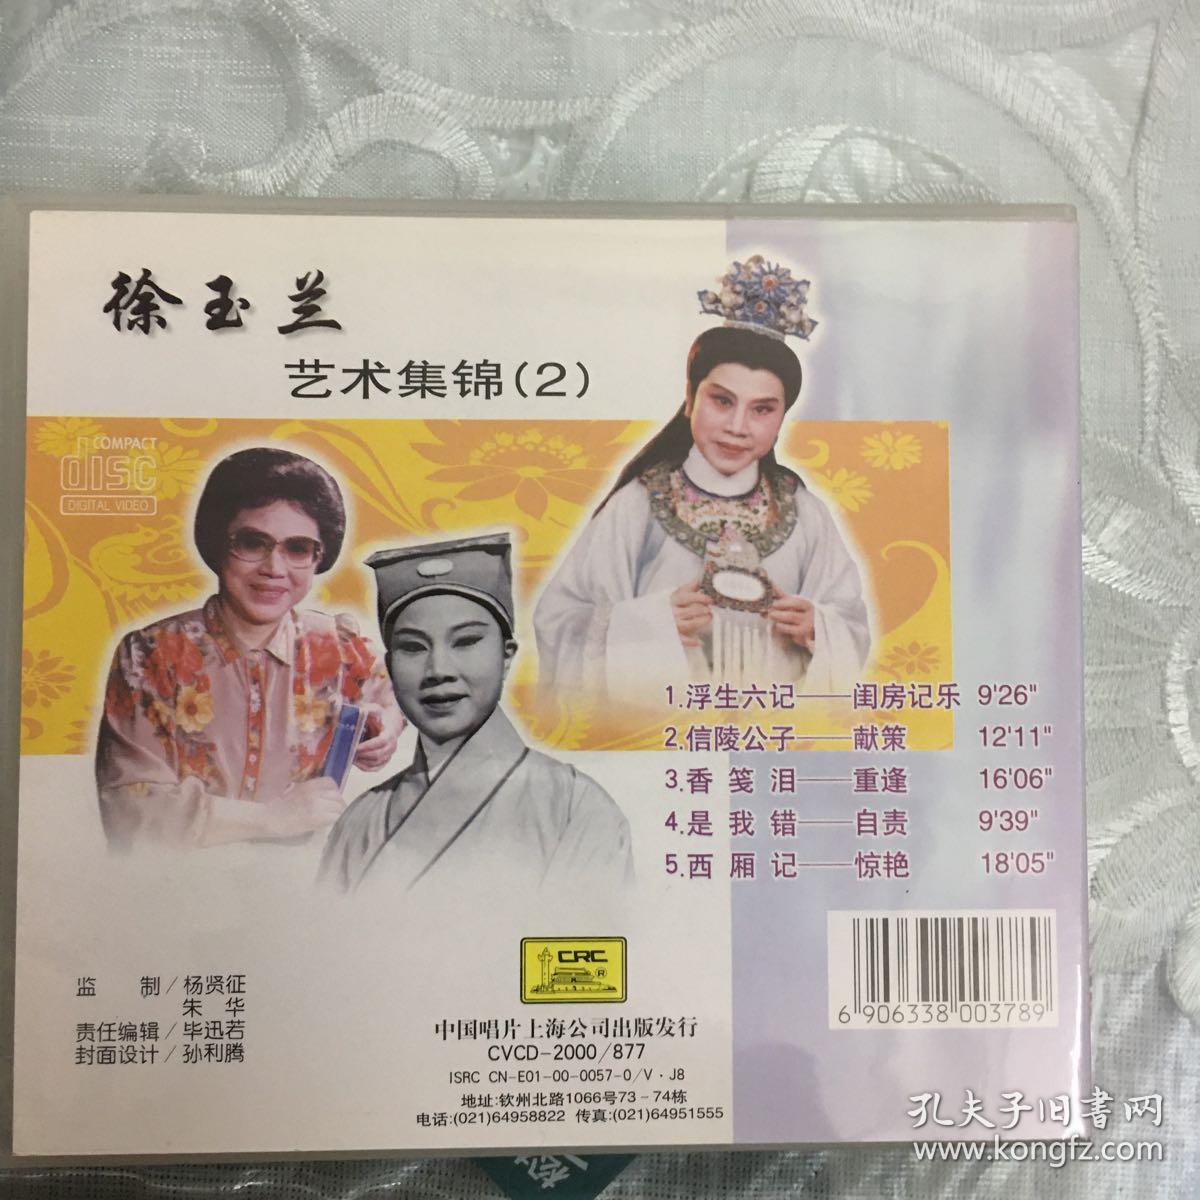 徐玉兰
艺术集锦(2)
COMPACT
disc
DIGITAL VIDEO
1.浮生六记——闺房记乐 9'26"
2.信陵公子——献策 12'11"
3.香笺泪——重逢 16'06"
4.是我错——自责 9'39"
5.西厢记——惊艳 18'05"
监制/杨贤征
朱华
责任编辑/毕迅若
封面设计/孙利腾
CRC
®
中国唱片上海公司出版发行
CVCD-2000/877
ISRC CN-E01-00-0057-0/V·J8
地址:钦州北路1066号73-74栋
电话:(021)64958822 传真:(021)64951555
6 906338 003789
孔夫子旧书网
www.kongfz.com